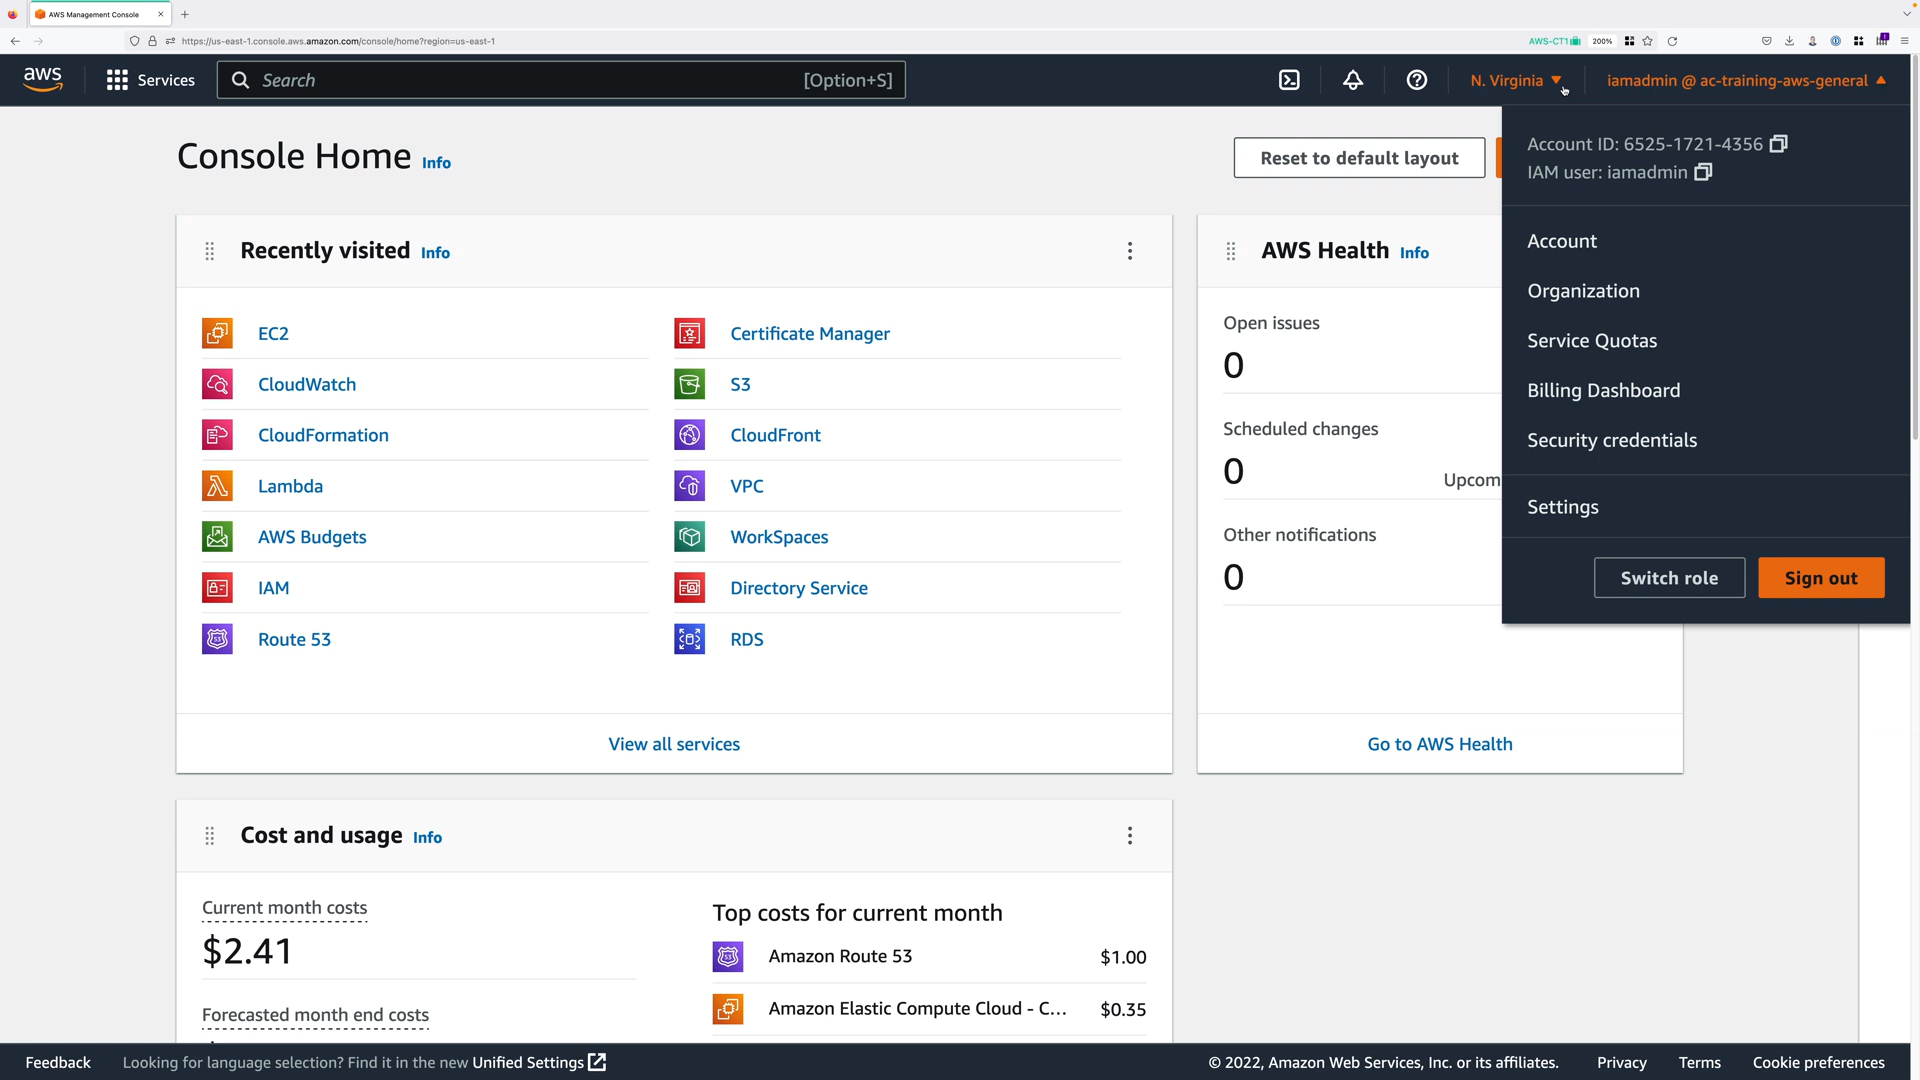 AWS Management Console
https://us-east-1.console.aws.amazon.com/console/home?region=us-east-1
AWS-CT1
200%
aws
Services
Search
[Option+S]
N. Virginia
iamadmin @ ac-training-aws-general
Account ID: 6525-1721-4356
IAM user: iamadmin
Account
Organization
Service Quotas
Billing Dashboard
Security credentials
Settings
Switch role
Sign out
Console Home Info
Reset to default layout
Recently visited Info
EC2
CloudWatch
CloudFormation
Lambda
AWS Budgets
IAM
Route 53
Certificate Manager
S3
CloudFront
VPC
WorkSpaces
Directory Service
RDS
View all services
AWS Health Info
Open issues
0
Scheduled changes
0
Upcom
Other notifications
0
Go to AWS Health
Cost and usage Info
Current month costs
$2.41
Forecasted month end costs
Top costs for current month
Amazon Route 53 $1.00
Amazon Elastic Compute Cloud - C... $0.35
Feedback
Looking for language selection? Find it in the new Unified Settings
© 2022, Amazon Web Services, Inc. or its affiliates.
Privacy
Terms
Cookie preferences